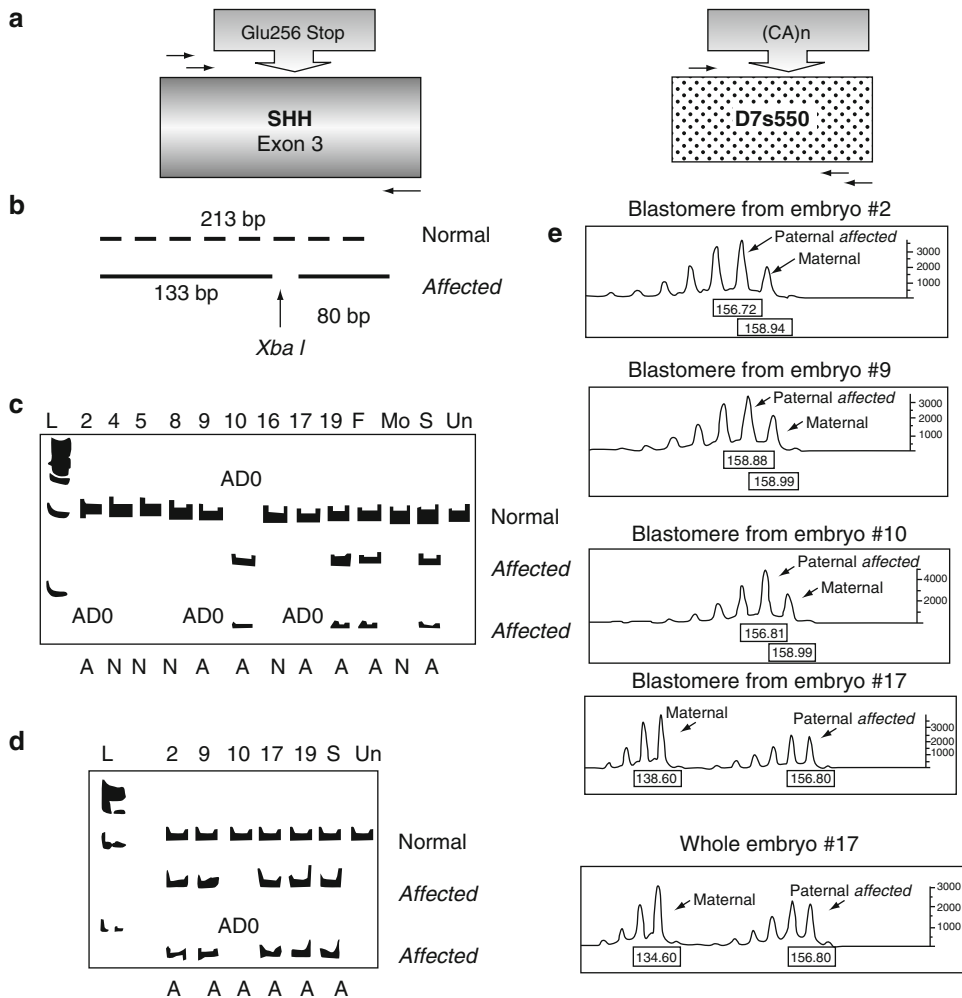 a
Glu256 Stop
SHH
Exon 3
(CA)n
D7s550
b
213 bp
Normal
133 bp
80 bp
Affected
Xba I
c
L 2 4 5 8 9 10 16 17 19 F Mo S Un
AD0
Normal
Affected
AD0 AD0 AD0
Affected
A N N N A A N A A A N A
d
L 2 9 10 17 19 S Un
Normal
Affected
AD0
Affected
A A A A A A
e
Blastomere from embryo #2
Paternal affected
Maternal
3000
2000
1000
156.72
158.94
Blastomere from embryo #9
Paternal affected
Maternal
3000
2000
1000
158.88
158.99
Blastomere from embryo #10
Paternal affected
Maternal
4000
2000
156.81
158.99
Blastomere from embryo #17
Maternal
Paternal affected
3000
2000
1000
138.60
156.80
Whole embryo #17
Maternal
Paternal affected
3000
2000
1000
0
134.60
156.80